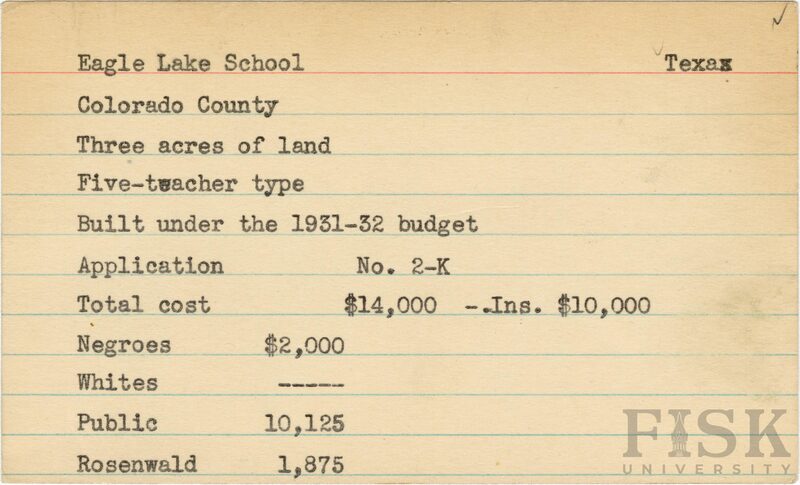 Eagle Lake School Texas
Colorado County
Three acres of land
Five-teacher type
Built under the 1931-32 budget
Application No. 2-K
Total cost $14,000 -.Ins. $10,000
Negroes $2,000
Whites -----
Public 10,125
Rosenwald 1,875
FISK
UNIVERSITY